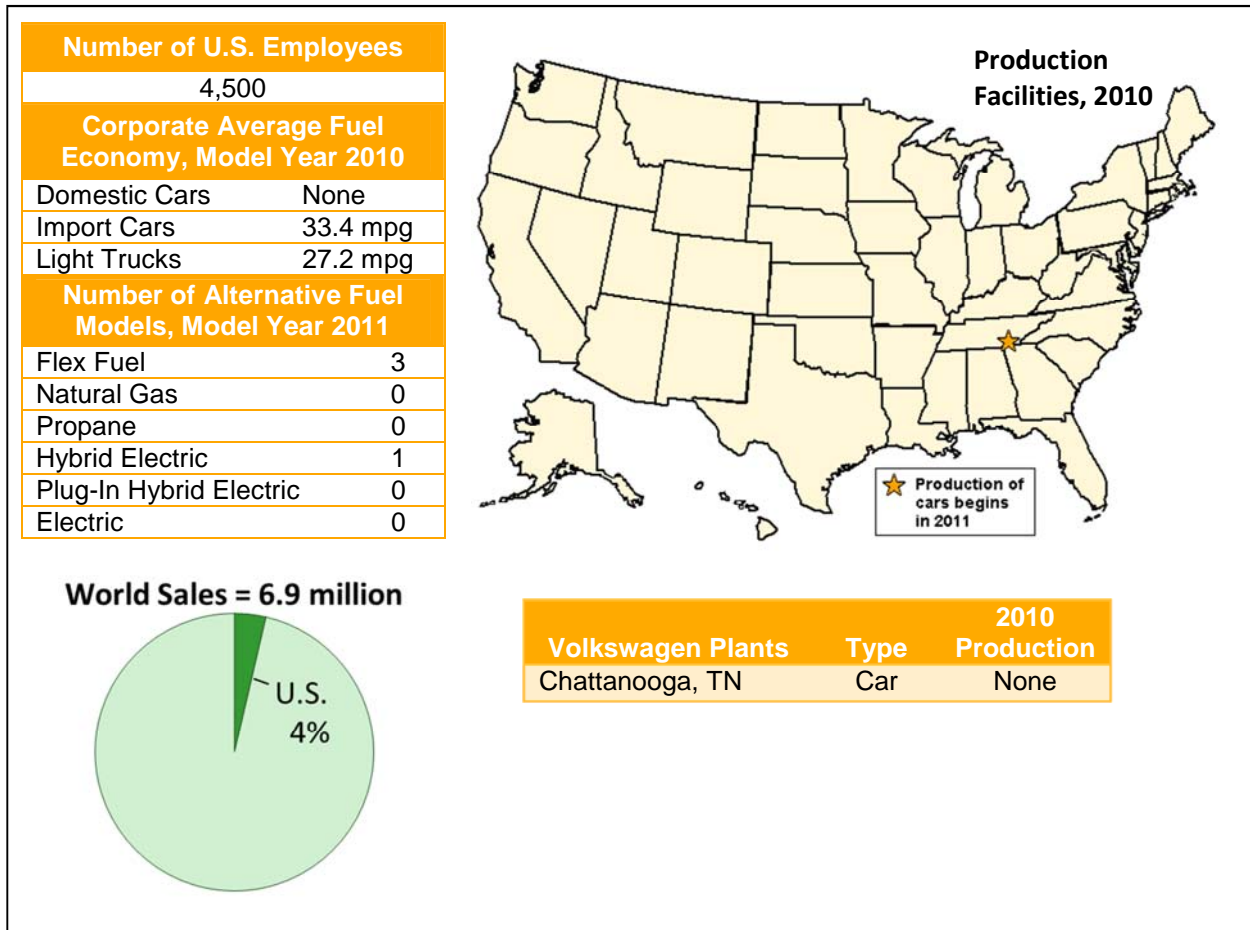 Number of U.S. Employees
4,500
Corporate Average Fuel
Economy, Model Year 2010
Domestic Cars None
Import Cars 33.4 mpg
Light Trucks 27.2 mpg
Number of Alternative Fuel
Models, Model Year 2011
Flex Fuel 3
Natural Gas 0
Propane 0
Hybrid Electric 1
Plug-In Hybrid Electric 0
Electric 0
Production
Facilities, 2010
Production of
cars begins
in 2011
World Sales = 6.9 million
U.S.
4%
2010
Volkswagen Plants Type Production
Chattanooga, TN Car None